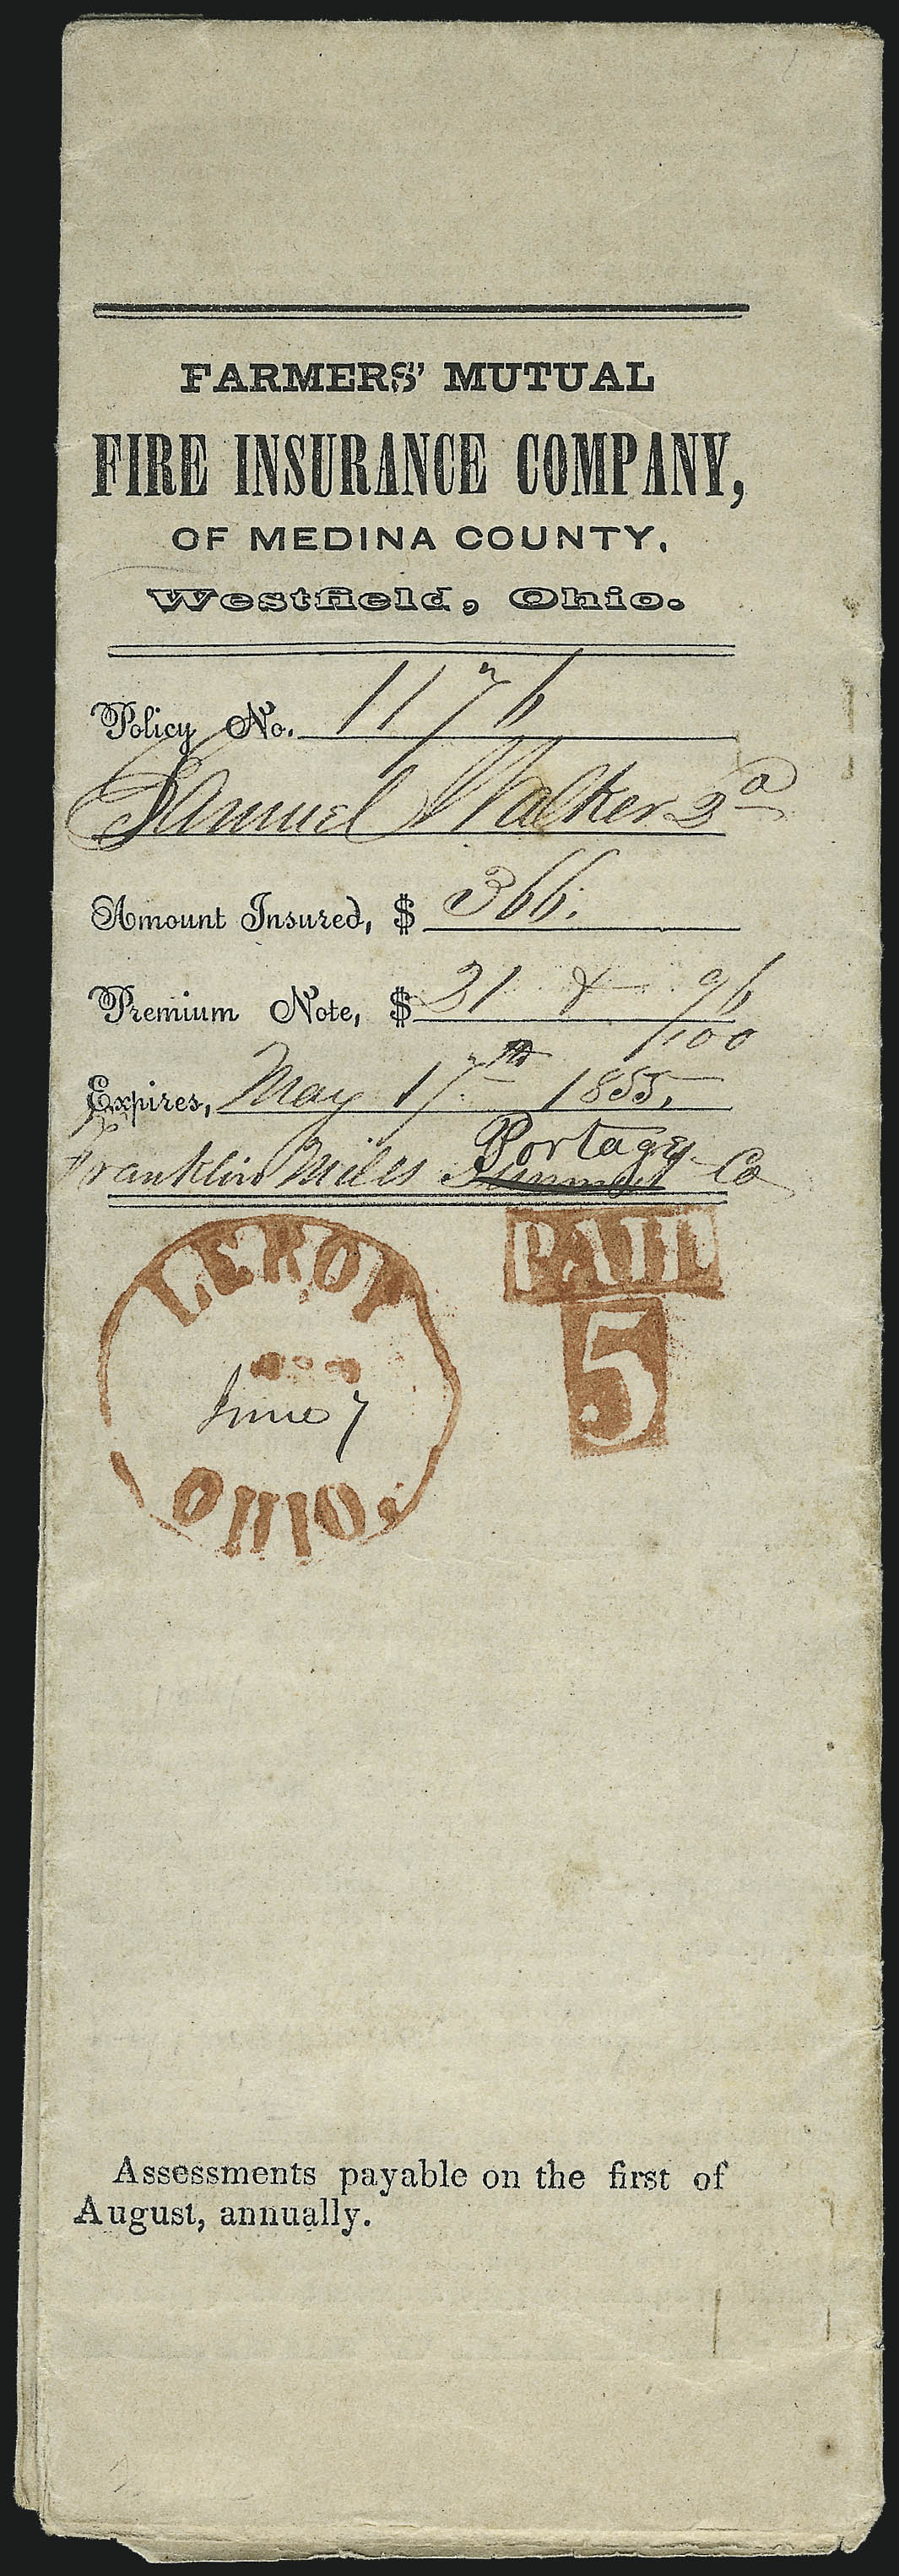 FARMERS' MUTUAL
FIRE INSURANCE COMPANY,
OF MEDINA COUNTY,
Westfield, Ohio.
Policy No. 1176
Samuel Walker 2d
Amount Insured, $ 366.
Premium Note, $ 21 & 96/100
Expires, May 17th 1855,
Portage
Franklin Mills Summit Co
PAID
LEROY
5
June 7
OHIO.
Assessments payable on the first of
August, annually.